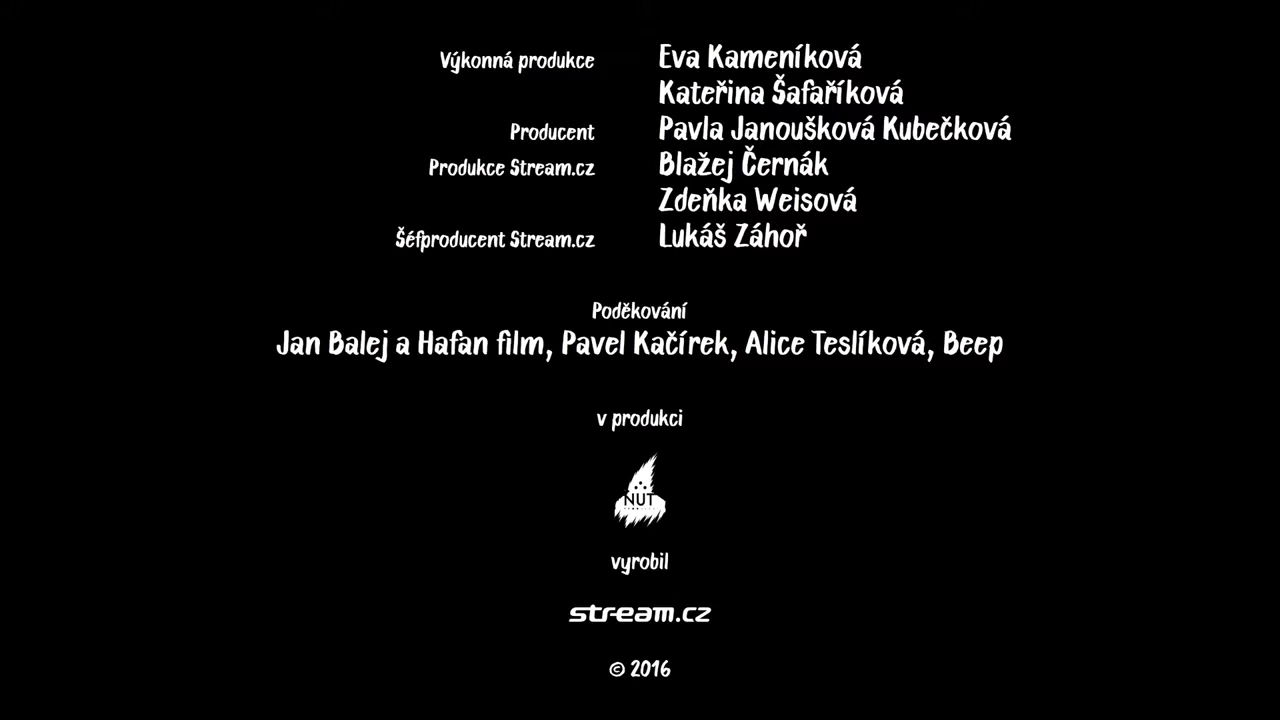 Výkonná produkce Eva Kameníková
Kateřina Šafaříková
Producent Pavla Janoušková Kubečková
Produkce Stream.cz Blažej Černák
Zdeňka Weisová
Šéfproducent Stream.cz Lukáš Záhoř
Poděkování
Jan Balej a Hafan film, Pavel Kačírek, Alice Teslíková, Beep
v produkci
NUT
vyrobil
stream.cz
© 2016